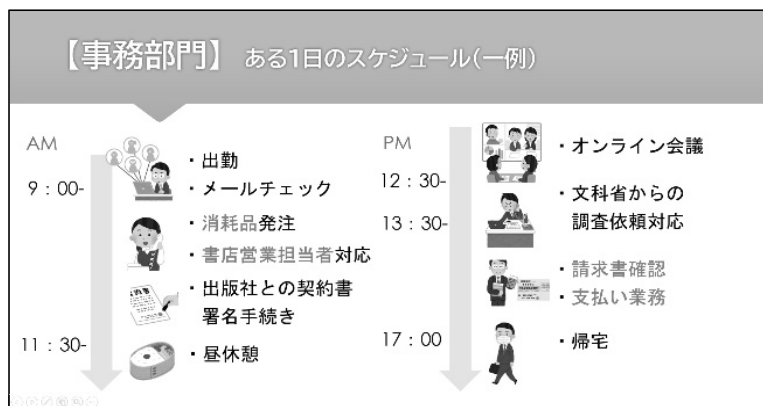 【事務部門】 ある1日のスケジュール(一例)
AM
9：00-
・出勤
・メールチェック
・消耗品発注
・書店営業担当者対応
・出版社との契約書
署名手続き
11：30-
・昼休憩
PM
12：30-
・オンライン会議
13：30-
・文科省からの
調査依頼対応
・請求書確認
・支払い業務
17：00
・帰宅